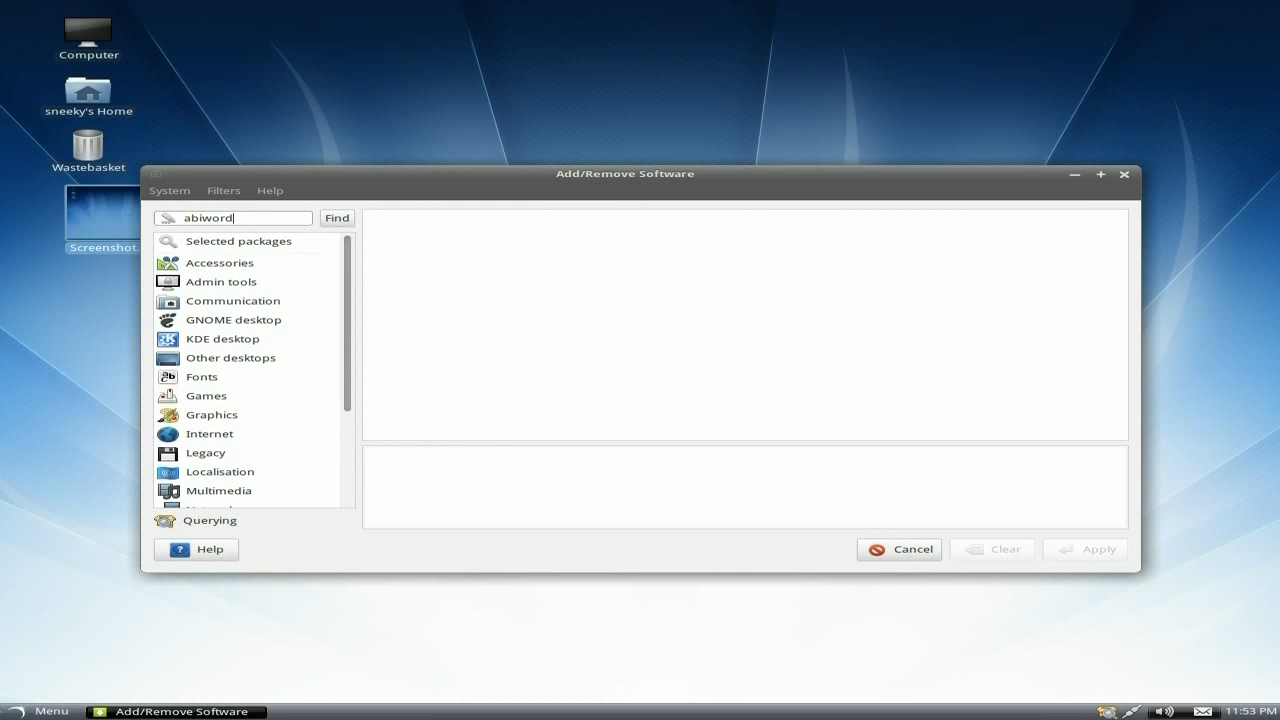 Computer
sneeky's Home
Wastebasket
Screenshot.
Add/Remove Software
System Filters Help
abiword Find
Selected packages
Accessories
Admin tools
Communication
GNOME desktop
KDE desktop
Other desktops
Fonts
Games
Graphics
Internet
Legacy
Localisation
Multimedia
Querying
Help Cancel Clear Apply
Menu Add/Remove Software 11:53 PM